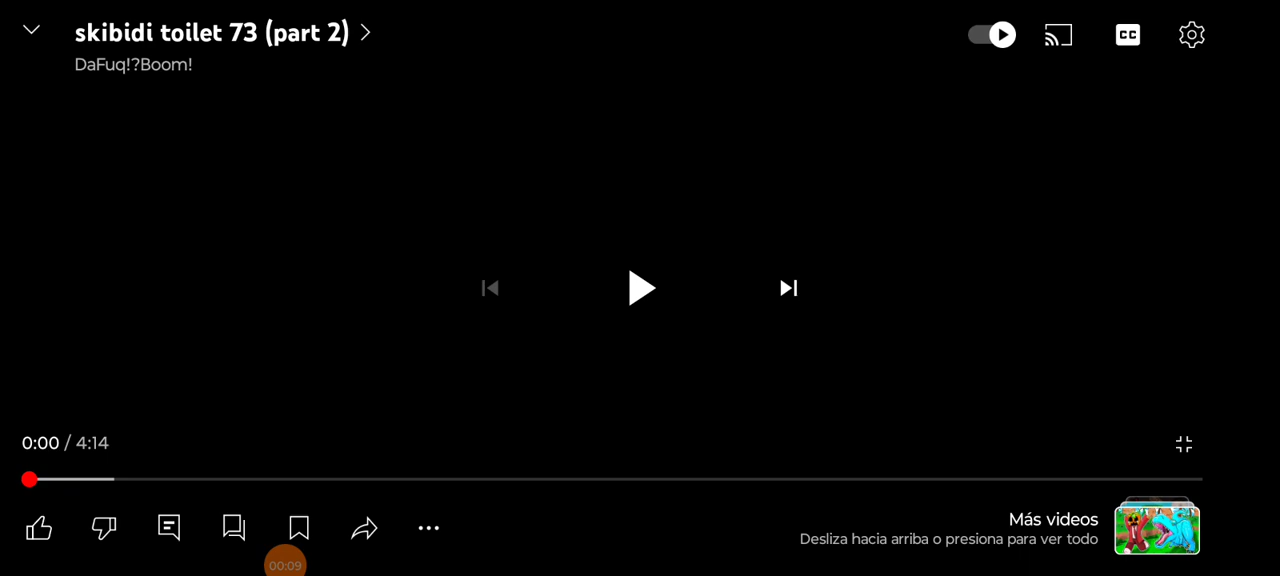 skibidi toilet 73 (part 2)
DaFuq!?Boom!
CC
0:00 / 4:14
Más videos
Desliza hacia arriba o presiona para ver todo
00:09